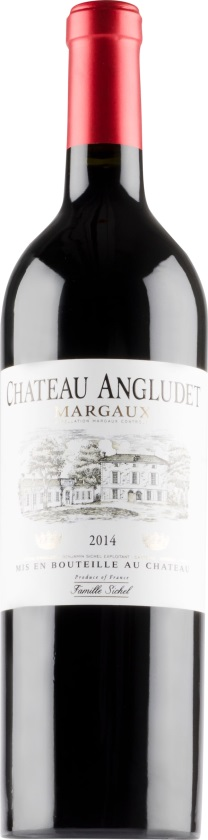 CHATEAU ANGLUDET
MARGAUX
APPELLATION MARGAUX CONTRÔLÉE
2014
MIS EN BOUTEILLE AU CHATEAU
Produce of France
Famille Sichel